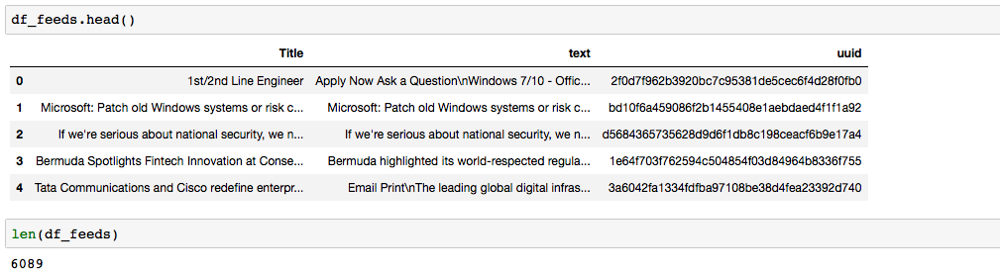 df_feeds.head()
Title text uuid
0 1st/2nd Line Engineer Apply Now Ask a Question\nWindows 7/10 - Offic... 2f0d7f962b3920bc7c95381de5cec6f4d28f0fb0
1 Microsoft: Patch old Windows systems or risk c... Microsoft: Patch old Windows systems or risk c... bd10f6a459086f2b1455408e1aebdaed4f1f1a92
2 If we're serious about national security, we n... If we're serious about national security, we n... d5684365735628d9d6f1db8c198ceacf6b9e17a4
3 Bermuda Spotlights Fintech Innovation at Conse... Bermuda highlighted its world-respected regula... 1e64f703f762594c504854f03d84964b8336f755
4 Tata Communications and Cisco redefine enterpr... Email Print\nThe leading global digital infras... 3a6042fa1334fdfba97108be38d4fea23392d740
len(df_feeds)
6089